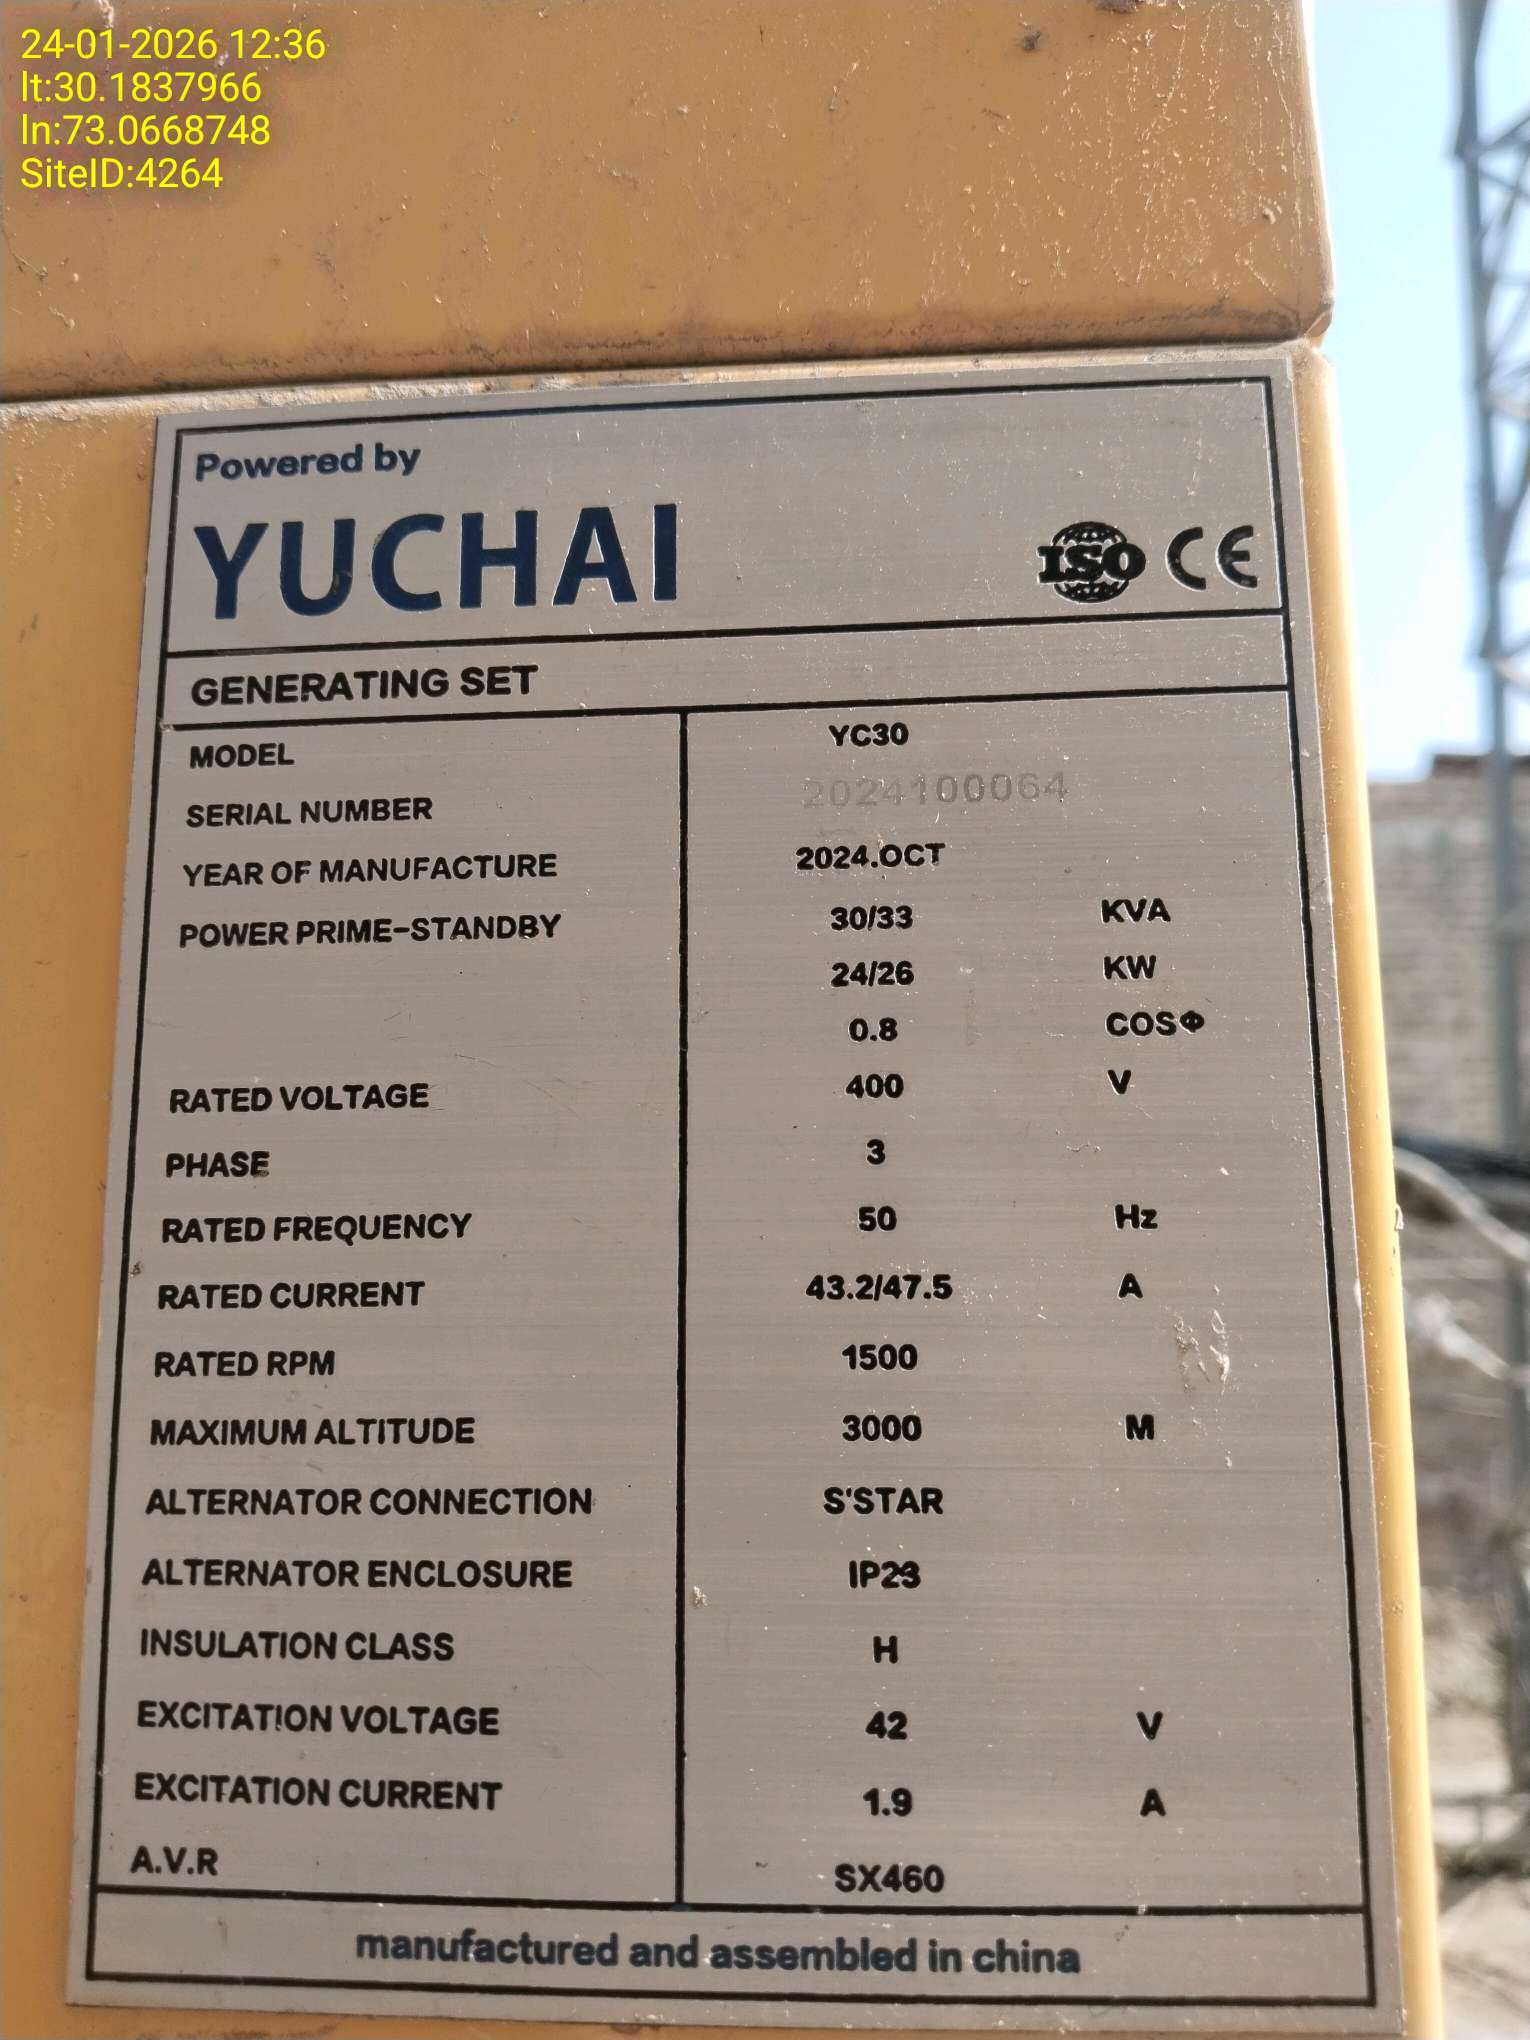 24-01-2026 12:36
lt:30.1837966
ln:73.0668748
SiteID:4264
Powered by
YUCHAI
ISO CE
GENERATING SET
MODEL YC30
SERIAL NUMBER 2024100064
YEAR OF MANUFACTURE 2024.OCT
POWER PRIME-STANDBY 30/33 KVA
24/26 KW
0.8 COSΦ
RATED VOLTAGE 400 V
PHASE 3
RATED FREQUENCY 50 Hz
RATED CURRENT 43.2/47.5 A
RATED RPM 1500
MAXIMUM ALTITUDE 3000 M
ALTERNATOR CONNECTION S'STAR
ALTERNATOR ENCLOSURE IP23
INSULATION CLASS H
EXCITATION VOLTAGE 42 V
EXCITATION CURRENT 1.9 A
A.V.R SX460
manufactured and assembled in china